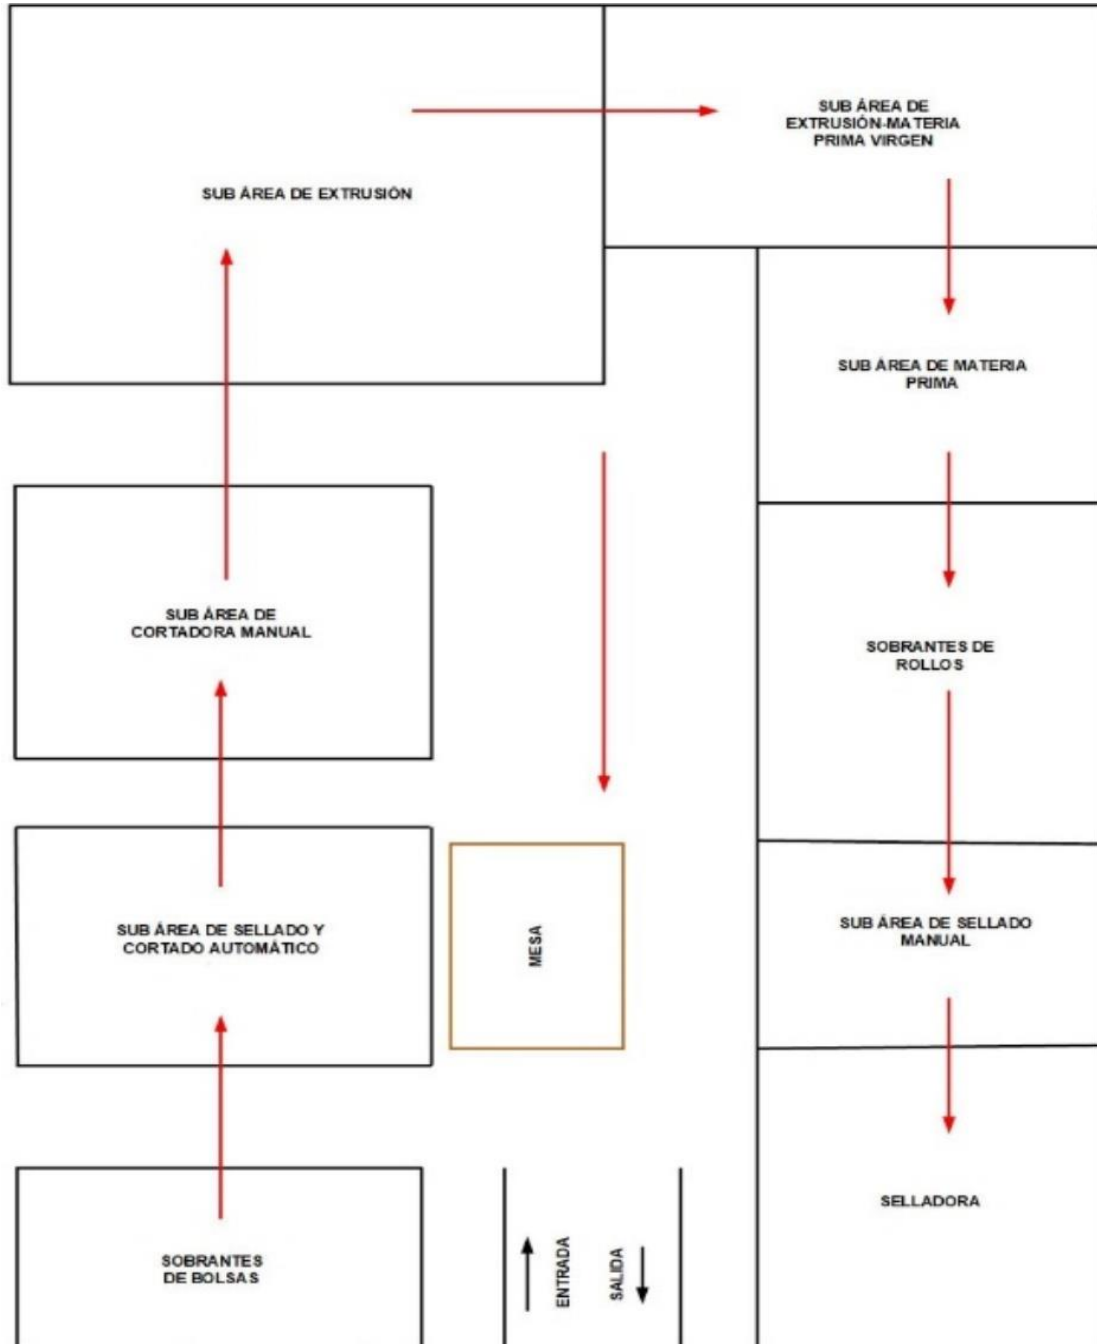 SUB ÁREA DE
EXTRUSIÓN-MATERIA
PRIMA VIRGEN
SUB ÁREA DE EXTRUSIÓN
SUB ÁREA DE MATERIA
PRIMA
SUB ÁREA DE
CORTADORA MANUAL
SOBRANTES DE
ROLLOS
SUB ÁREA DE SELLADO Y
CORTADO AUTOMÁTICO
MESA
SUB ÁREA DE SELLADO
MANUAL
SELLADORA
SOBRANTES
DE BOLSAS
ENTRADA
SALIDA